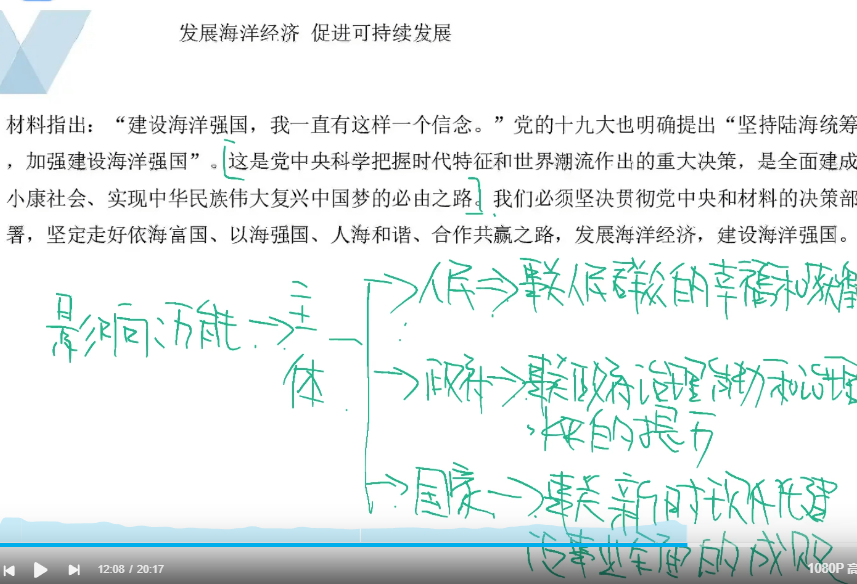 发展海洋经济 促进可持续发展
材料指出：“建设海洋强国，我一直有这样一个信念。”党的十九大也明确提出“坚持陆海统筹
，加强建设海洋强国”。这是党中央科学把握时代特征和世界潮流作出的重大决策，是全面建成
小康社会、实现中华民族伟大复兴中国梦的必由之路。我们必须坚决贯彻党中央和材料的决策部
署，坚定走好依海富国、以海强国、人海和谐、合作共赢之路，发展海洋经济，建设海洋强国。
人民→事关人民群众的幸福和获得
影响、功能→主体
政府→事关政府治理能力和治理
水平的提升
国家→事关新时代
事业全面的成败
12:08 / 20:17
1080P 高